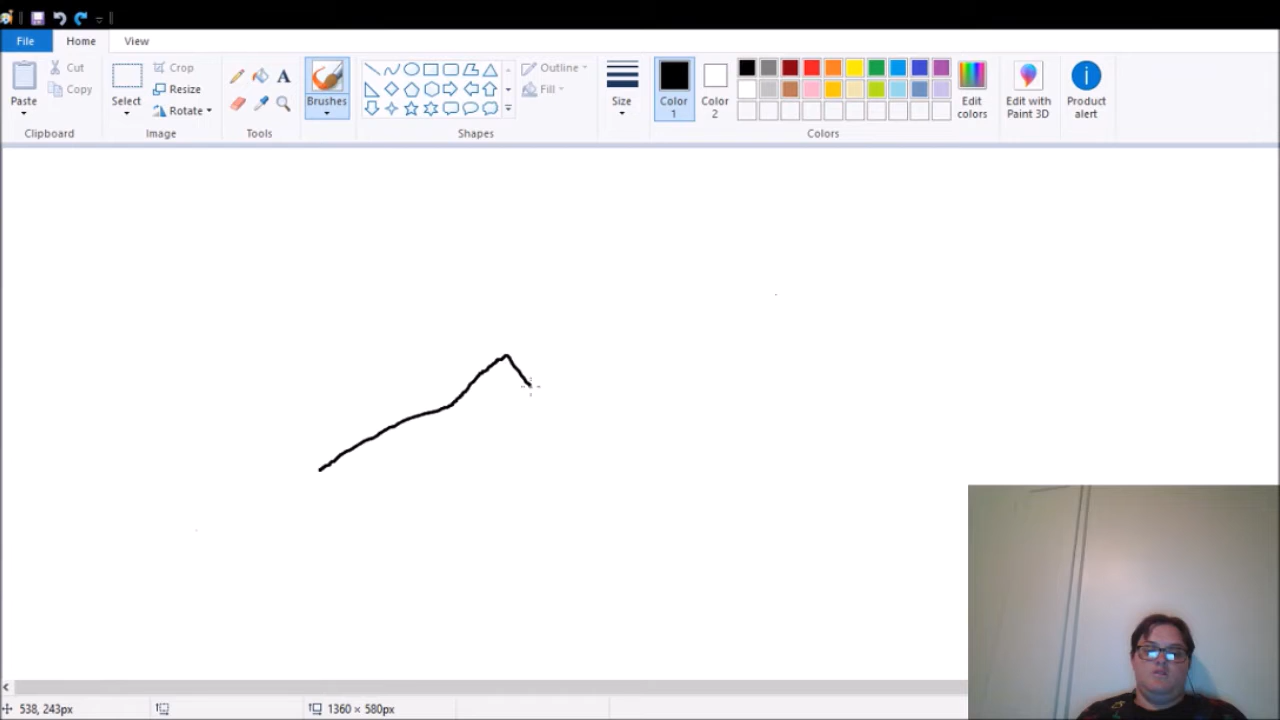 File Home View
Paste Cut Copy Clipboard
Select Crop Resize Rotate Image
A Tools
Brushes
Outline Fill Shapes
Size
Color 1 Color 2 Edit colors Colors
Edit with Paint 3D
Product alert
538, 243px 1360 × 580px